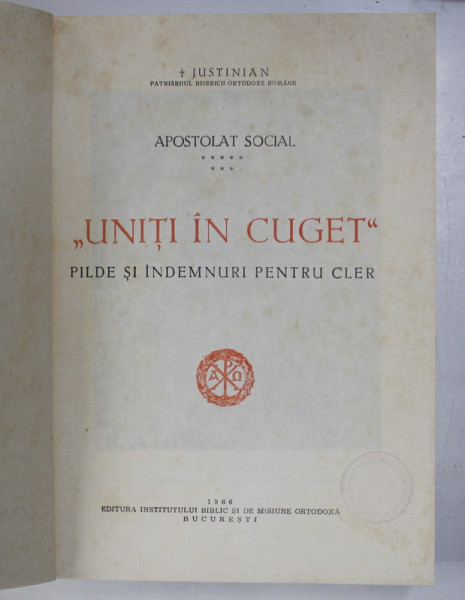 † JUSTINIAN
PATRIARHUL BISERICII ORTODOXE ROMÂNE
APOSTOLAT SOCIAL
* * * * *
* * *
„UNIȚI ÎN CUGET“
PILDE ȘI ÎNDEMNURI PENTRU CLER
A P Ω
1966
EDITURA INSTITUTULUI BIBLIC ȘI DE MISIUNE ORTODOXĂ
BUCUREȘTI